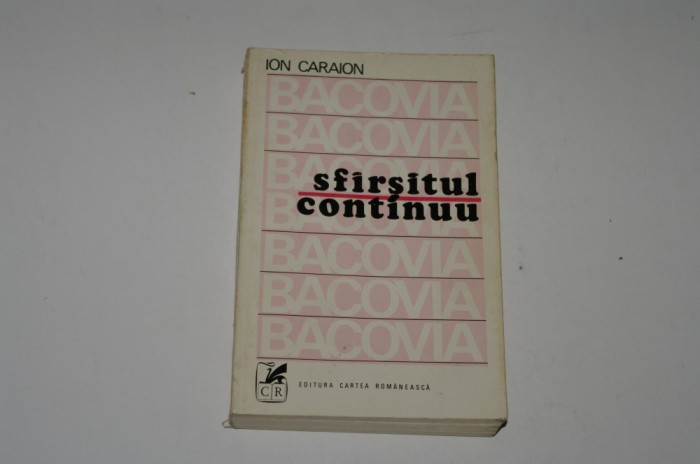 ION CARAION
BACOVIA
BACOVIA
BACOVIA
sfîrșitul
BACOVIA
continuu
BACOVIA
BACOVIA
BACOVIA
CR
EDITURA CARTEA ROMÂNEASCĂ